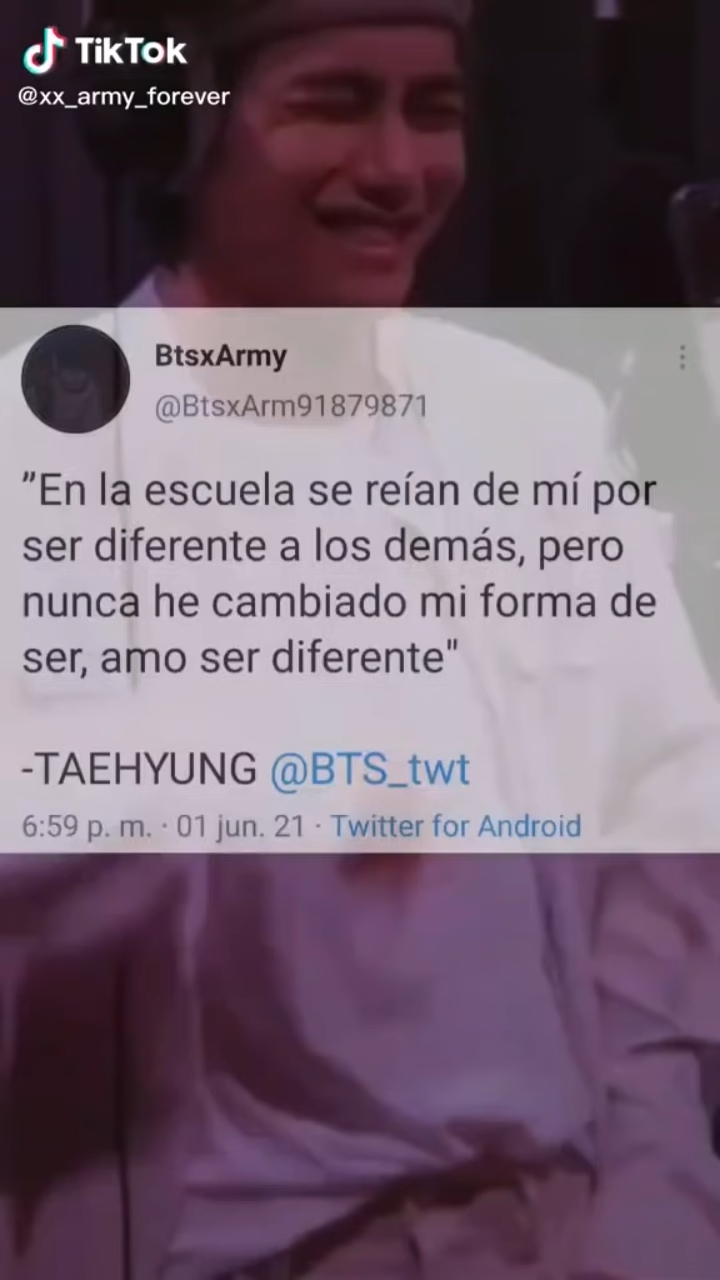 TikTok
@xx_army_forever
BtsxArmy
@BtsxArm91879871
”En la escuela se reían de mí por
ser diferente a los demás, pero
nunca he cambiado mi forma de
ser, amo ser diferente"
-TAEHYUNG @BTS_twt
6:59 p. m. · 01 jun. 21 · Twitter for Android